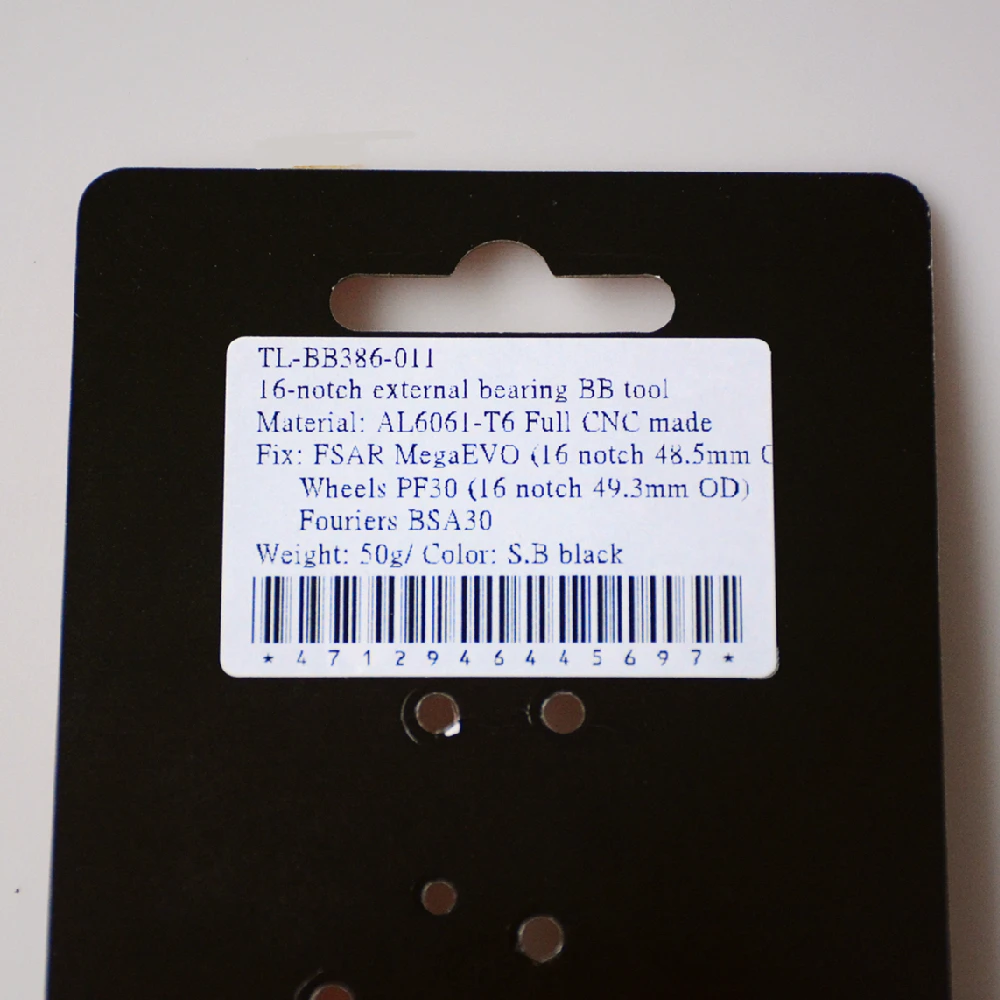 TL-BB386-011
16-notch external bearing BB tool
Material: AL6061-T6 Full CNC made
Fix: FSAR MegaEVO (16 notch 48.5mm
Wheels PF30 (16 notch 49.3mm OD)
Fouriers BSA30
Weight: 50g/ Color: S.B black
* 4 7 1 2 9 4 6 4 4 5 6 9 7 *